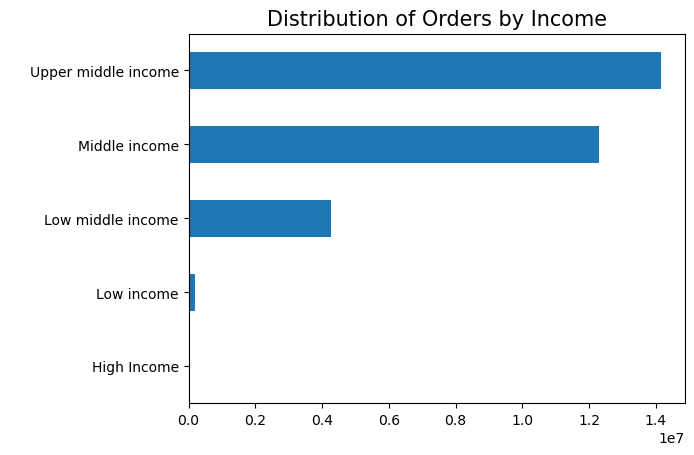 Distribution of Orders by Income
Upper middle income
Middle income
Low middle income
Low income
High Income
0.0 0.2 0.4 0.6 0.8 1.0 1.2 1.4
1e7